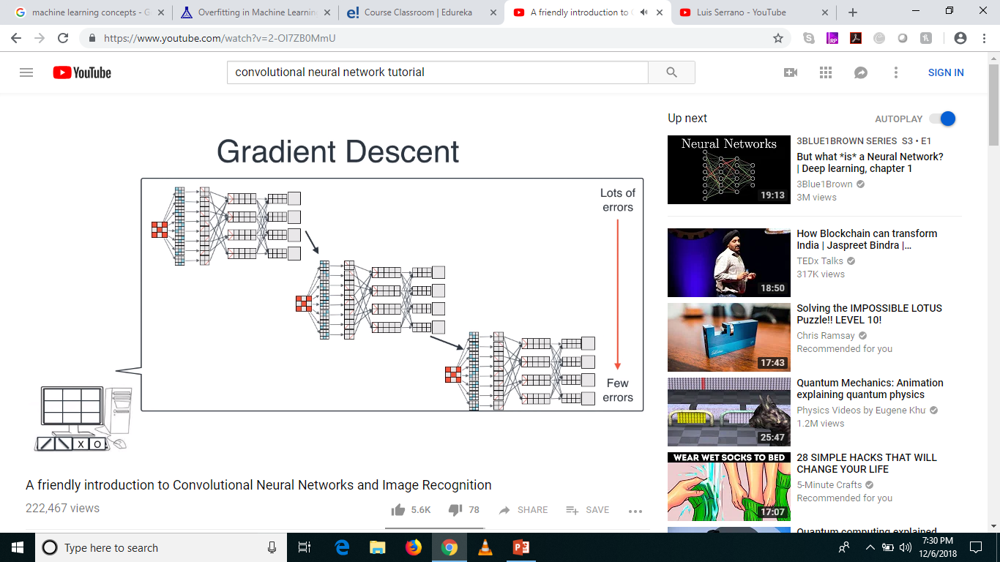 machine learning concepts - G
Overfitting in Machine Learnin
Course Classroom | Edureka
A friendly introduction to C
Luis Serrano - YouTube
https://www.youtube.com/watch?v=2-Ol7ZB0MmU
YouTube
convolutional neural network tutorial
SIGN IN
Gradient Descent
Lots of
errors
Few
errors
X O
A friendly introduction to Convolutional Neural Networks and Image Recognition
222,467 views
5.6K
78
SHARE
SAVE
Up next
AUTOPLAY
Neural Networks
19:13
3BLUE1BROWN SERIES S3 • E1
But what *is* a Neural Network?
| Deep learning, chapter 1
3Blue1Brown
3M views
18:50
How Blockchain can transform
India | Jaspreet Bindra |...
TEDx Talks
317K views
17:43
Solving the IMPOSSIBLE LOTUS
Puzzle!! LEVEL 10!
Chris Ramsay
Recommended for you
25:47
Quantum Mechanics: Animation
explaining quantum physics
Physics Videos by Eugene Khu
1.2M views
WEAR WET SOCKS TO BED
17:07
28 SIMPLE HACKS THAT WILL
CHANGE YOUR LIFE
5-Minute Crafts
Recommended for you
Quantum computing explained
Type here to search
7:30 PM
12/6/2018